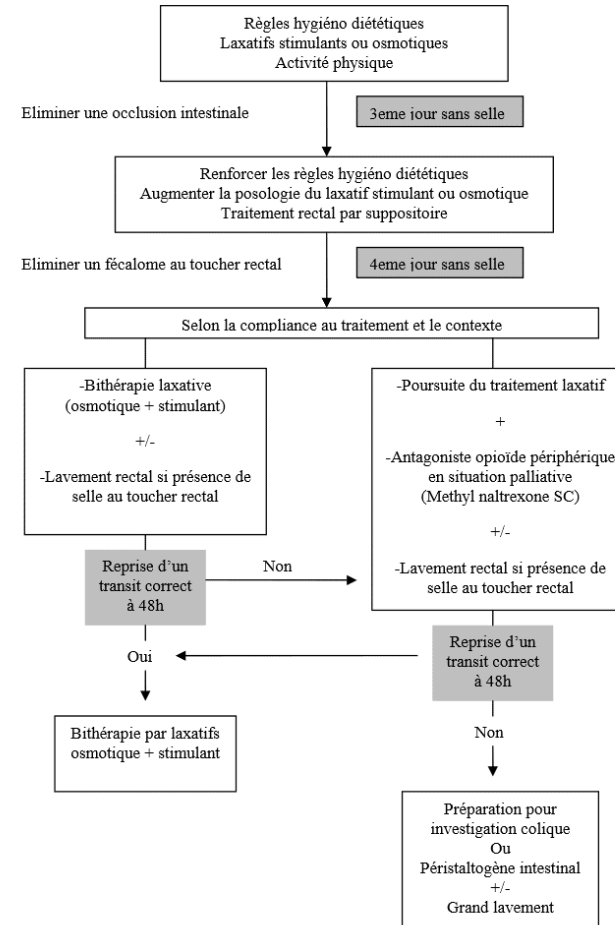 Règles hygiéno diététiques
Laxatifs stimulants ou osmotiques
Activité physique
Eliminer une occlusion intestinale
3eme jour sans selle
Renforcer les règles hygiéno diététiques
Augmenter la posologie du laxatif stimulant ou osmotique
Traitement rectal par suppositoire
Eliminer un fécalome au toucher rectal
4eme jour sans selle
Selon la compliance au traitement et le contexte
-Bithérapie laxative
(osmotique + stimulant)
+/-
-Lavement rectal si présence de
selle au toucher rectal
-Poursuite du traitement laxatif
+
-Antagoniste opioïde périphérique
en situation palliative
(Methyl naltrexone SC)
+/-
-Lavement rectal si présence de
selle au toucher rectal
Reprise d'un
transit correct
à 48h
Non
Oui
Reprise d'un
transit correct
à 48h
Bithérapie par laxatifs
osmotique + stimulant
Non
Préparation pour
investigation colique
Ou
Péristaltogène intestinal
+/-
Grand lavement